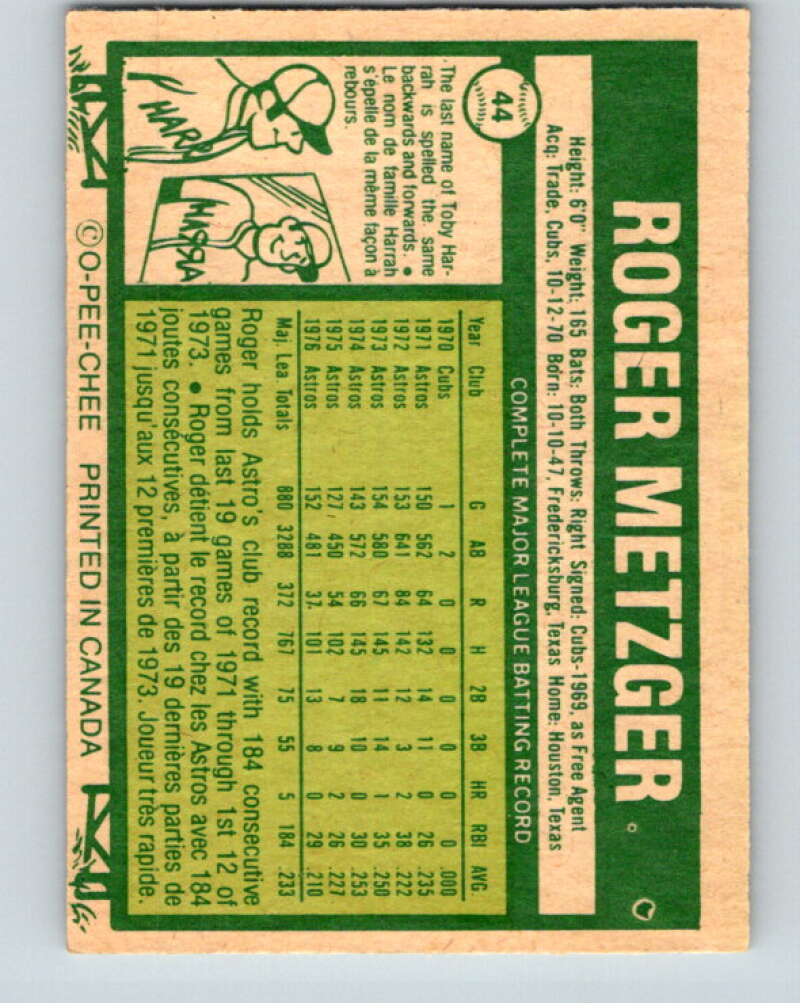 ROGER METZGER
Height: 6'0" Weight: 165 Bats: Both Throws: Right Signed: Cubs-1969, as Free Agent
Acq: Trade, Cubs, 10-12-70 Born: 10-10-47, Fredericksburg, Texas Home: Houston, Texas
44
COMPLETE MAJOR LEAGUE BATTING RECORD
The last name of Toby Har-
rah is spelled the same
backwards and forwards. •
Le nom de famille Harrah
s'épelle de la même façon à
rebours.
Year Club G AB R H 2B 3B HR RBI AVG.
1970 Cubs 1 2 0 0 0 0 0 0 .000
1971 Astros 150 562 64 132 14 11 0 26 .235
1972 Astros 153 641 84 142 12 3 2 38 .222
1973 Astros 154 580 67 145 11 14 1 35 .250
1974 Astros 143 572 66 145 18 10 0 30 .253
1975 Astros 127 450 54 102 7 9 2 26 .227
1976 Astros 152 481 37 101 13 8 0 29 .210
Maj. Lea Totals 880 3288 372 767 75 55 5 184 .233
Roger holds Astro's club record with 184 consecutive
games from last 19 games of 1971 through 1st 12 of
1973. • Roger détient le record chez les Astros avec 184
joutes consécutives, à partir des 19 dernières parties de
1971 jusqu'aux 12 premières de 1973. Joueur très rapide.
© O-PEE-CHEE PRINTED IN CANADA